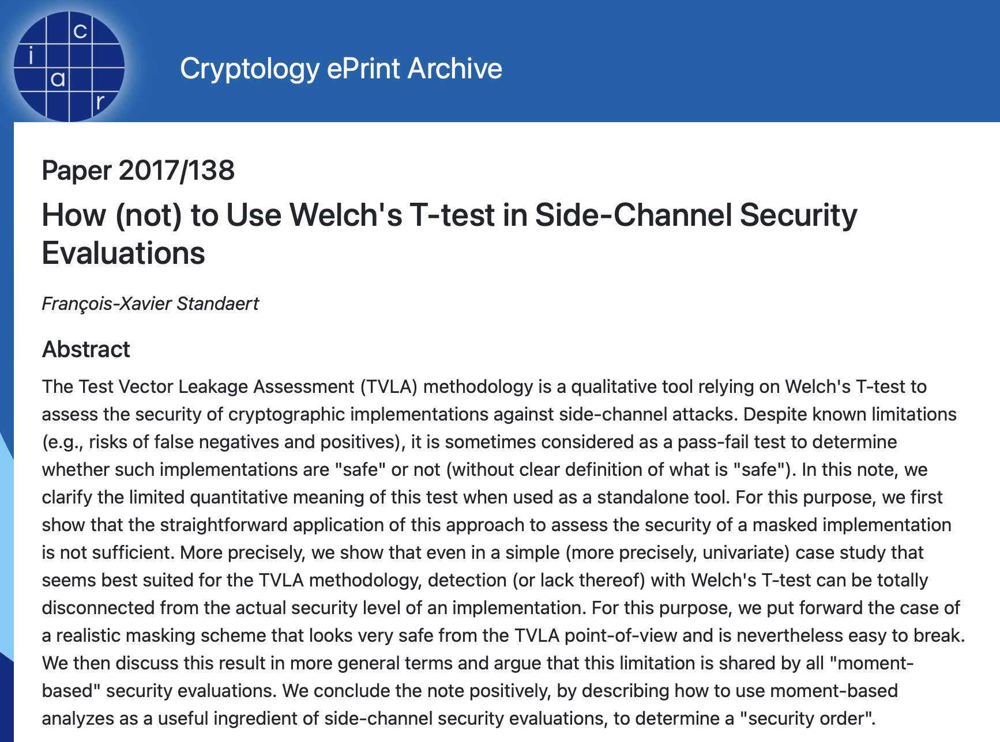 c
i
a
r
Cryptology ePrint Archive
Paper 2017/138
How (not) to Use Welch's T-test in Side-Channel Security
Evaluations
François-Xavier Standaert
Abstract
The Test Vector Leakage Assessment (TVLA) methodology is a qualitative tool relying on Welch's T-test to
assess the security of cryptographic implementations against side-channel attacks. Despite known limitations
(e.g., risks of false negatives and positives), it is sometimes considered as a pass-fail test to determine
whether such implementations are "safe" or not (without clear definition of what is "safe"). In this note, we
clarify the limited quantitative meaning of this test when used as a standalone tool. For this purpose, we first
show that the straightforward application of this approach to assess the security of a masked implementation
is not sufficient. More precisely, we show that even in a simple (more precisely, univariate) case study that
seems best suited for the TVLA methodology, detection (or lack thereof) with Welch's T-test can be totally
disconnected from the actual security level of an implementation. For this purpose, we put forward the case of
a realistic masking scheme that looks very safe from the TVLA point-of-view and is nevertheless easy to break.
We then discuss this result in more general terms and argue that this limitation is shared by all "moment-
based" security evaluations. We conclude the note positively, by describing how to use moment-based
analyzes as a useful ingredient of side-channel security evaluations, to determine a "security order".